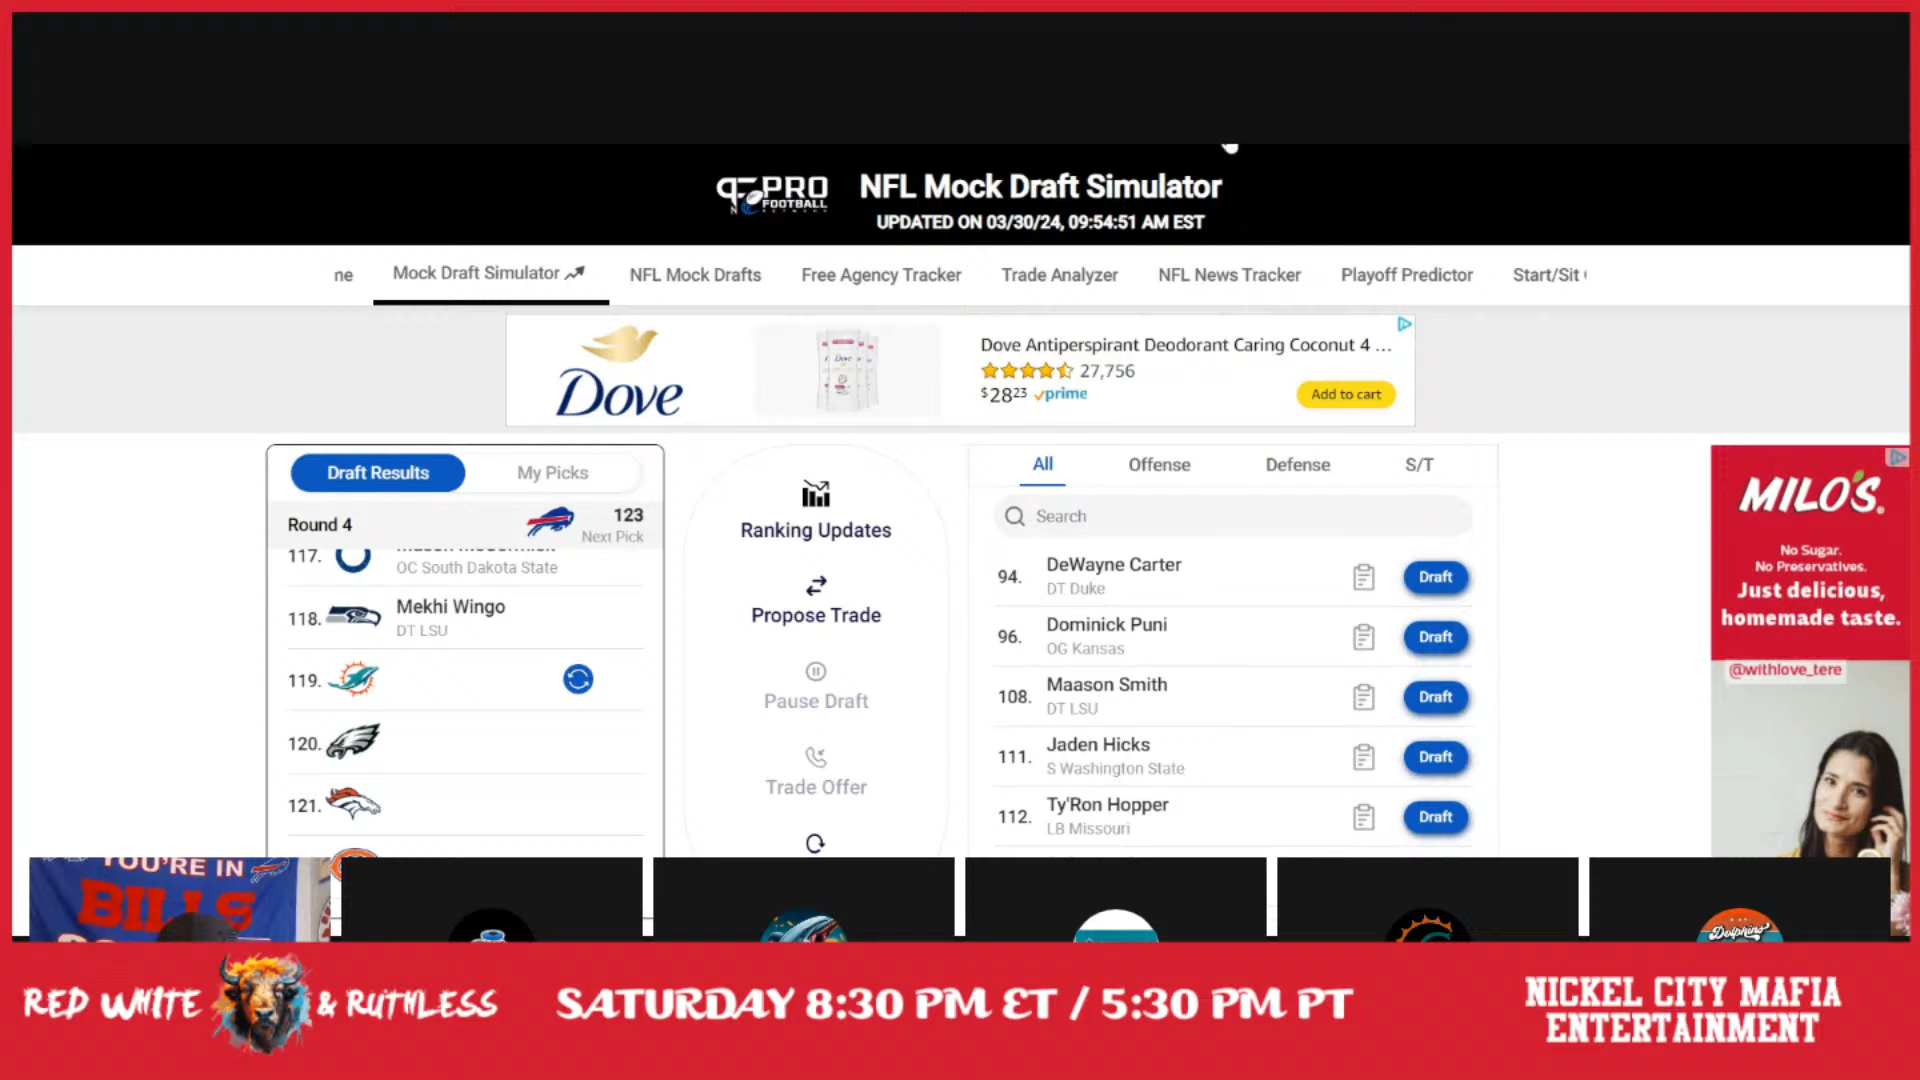 PRO
FOOTBALL
NETWORK
NFL Mock Draft Simulator
UPDATED ON 03/30/24, 09:54:51 AM EST
ne
Mock Draft Simulator
NFL Mock Drafts
Free Agency Tracker
Trade Analyzer
NFL News Tracker
Playoff Predictor
Start/Sit
Dove
Dove Antiperspirant Deodorant Caring Coconut 4 ...
27,756
$28 23 prime
Add to cart
Draft Results
My Picks
Round 4
123
Next Pick
117.
OC South Dakota State
118.
Mekhi Wingo
DT LSU
119.
120.
121.
Ranking Updates
Propose Trade
Pause Draft
Trade Offer
All
Offense
Defense
S/T
Search
94.
DeWayne Carter
DT Duke
Draft
96.
Dominick Puni
OG Kansas
Draft
108.
Maason Smith
DT LSU
Draft
111.
Jaden Hicks
S Washington State
Draft
112.
Ty'Ron Hopper
LB Missouri
Draft
MILO'S
No Sugar.
No Preservatives.
Just delicious,
homemade taste.
@withlove_tere
YOU'RE IN
BILLS
Dolphins
RED WHITE & RUTHLESS
SATURDAY 8:30 PM ET / 5:30 PM PT
NICKEL CITY MAFIA
ENTERTAINMENT